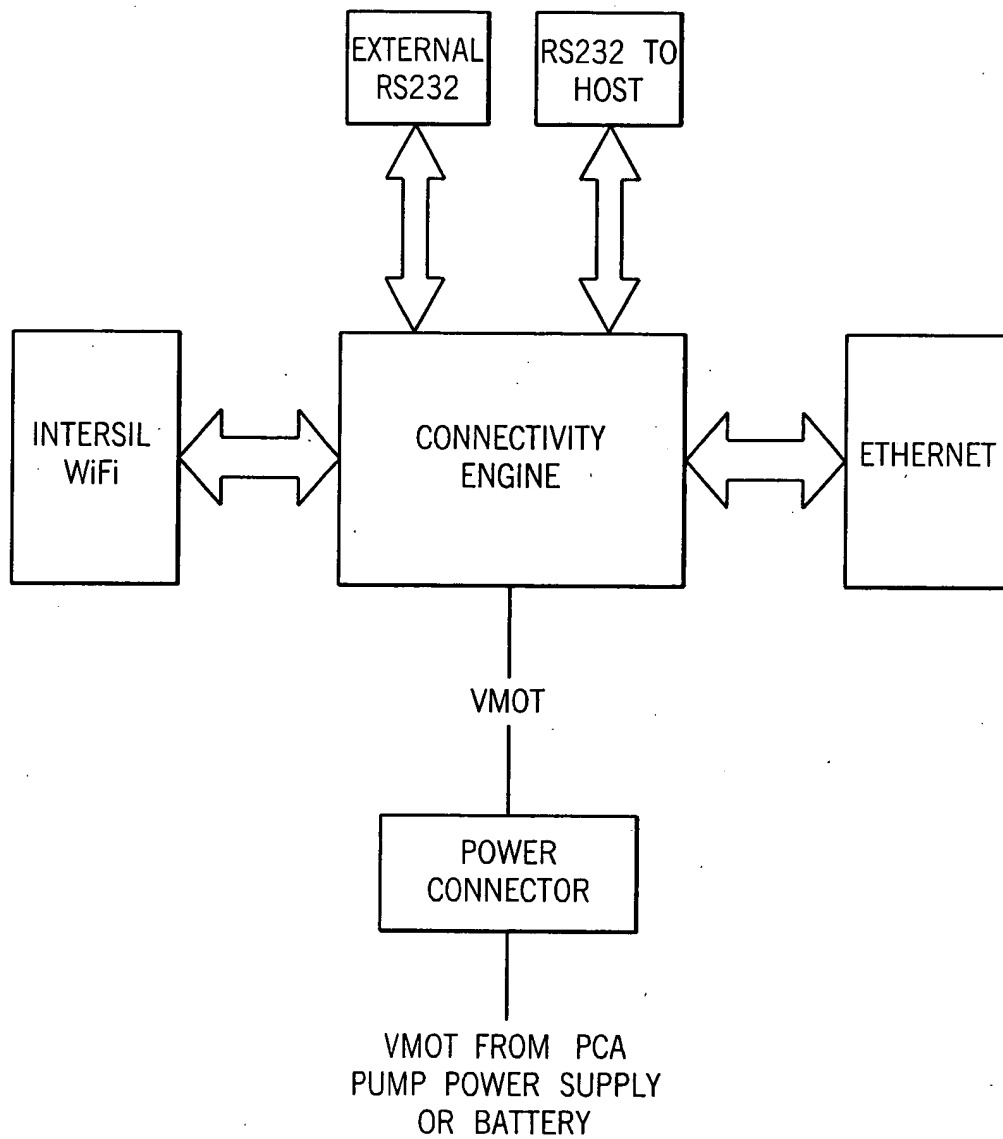 EXTERNAL
RS232
RS232 TO
HOST
INTERSIL
WiFi
CONNECTIVITY
ENGINE
ETHERNET
VMOT
POWER
CONNECTOR
VMOT FROM PCA
PUMP POWER SUPPLY
OR BATTERY